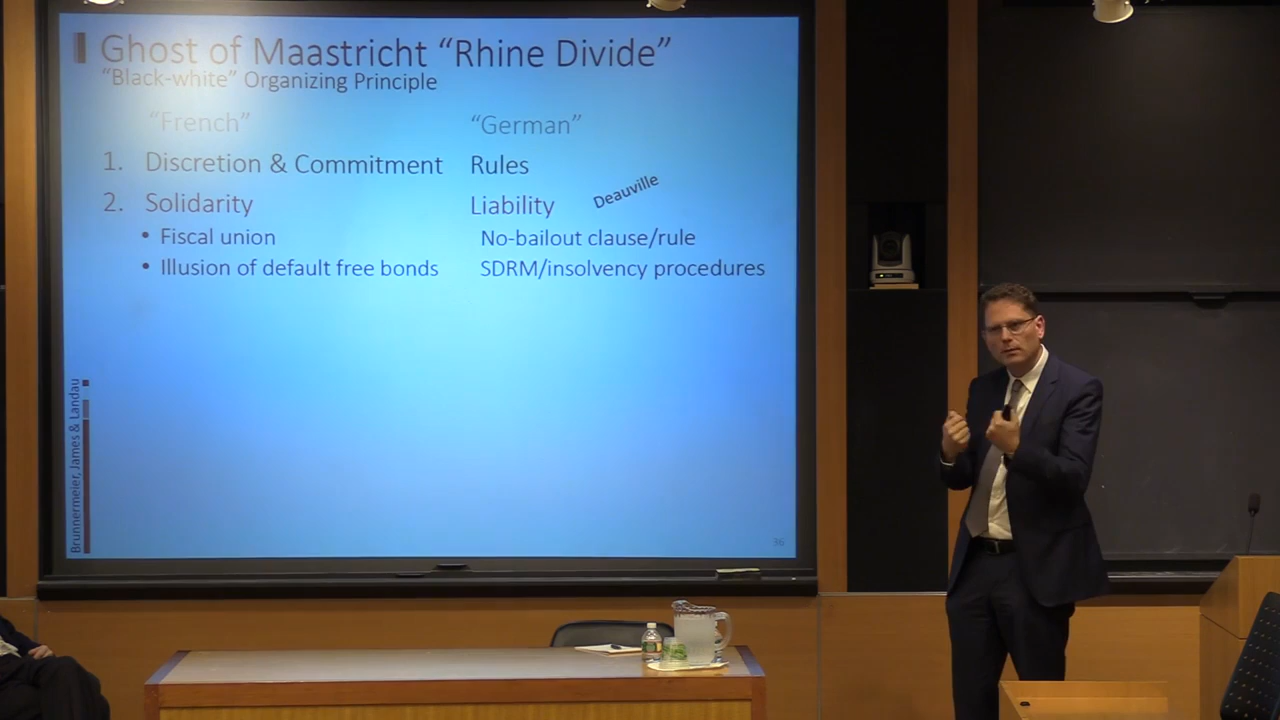 Ghost of Maastricht “Rhine Divide”
“Black-white” Organizing Principle
“French” “German”
1. Discretion & Commitment Rules
2. Solidarity Liability Deauville
• Fiscal union No-bailout clause/rule
• Illusion of default free bonds SDRM/insolvency procedures
Brunnermeier, James & Landau
36